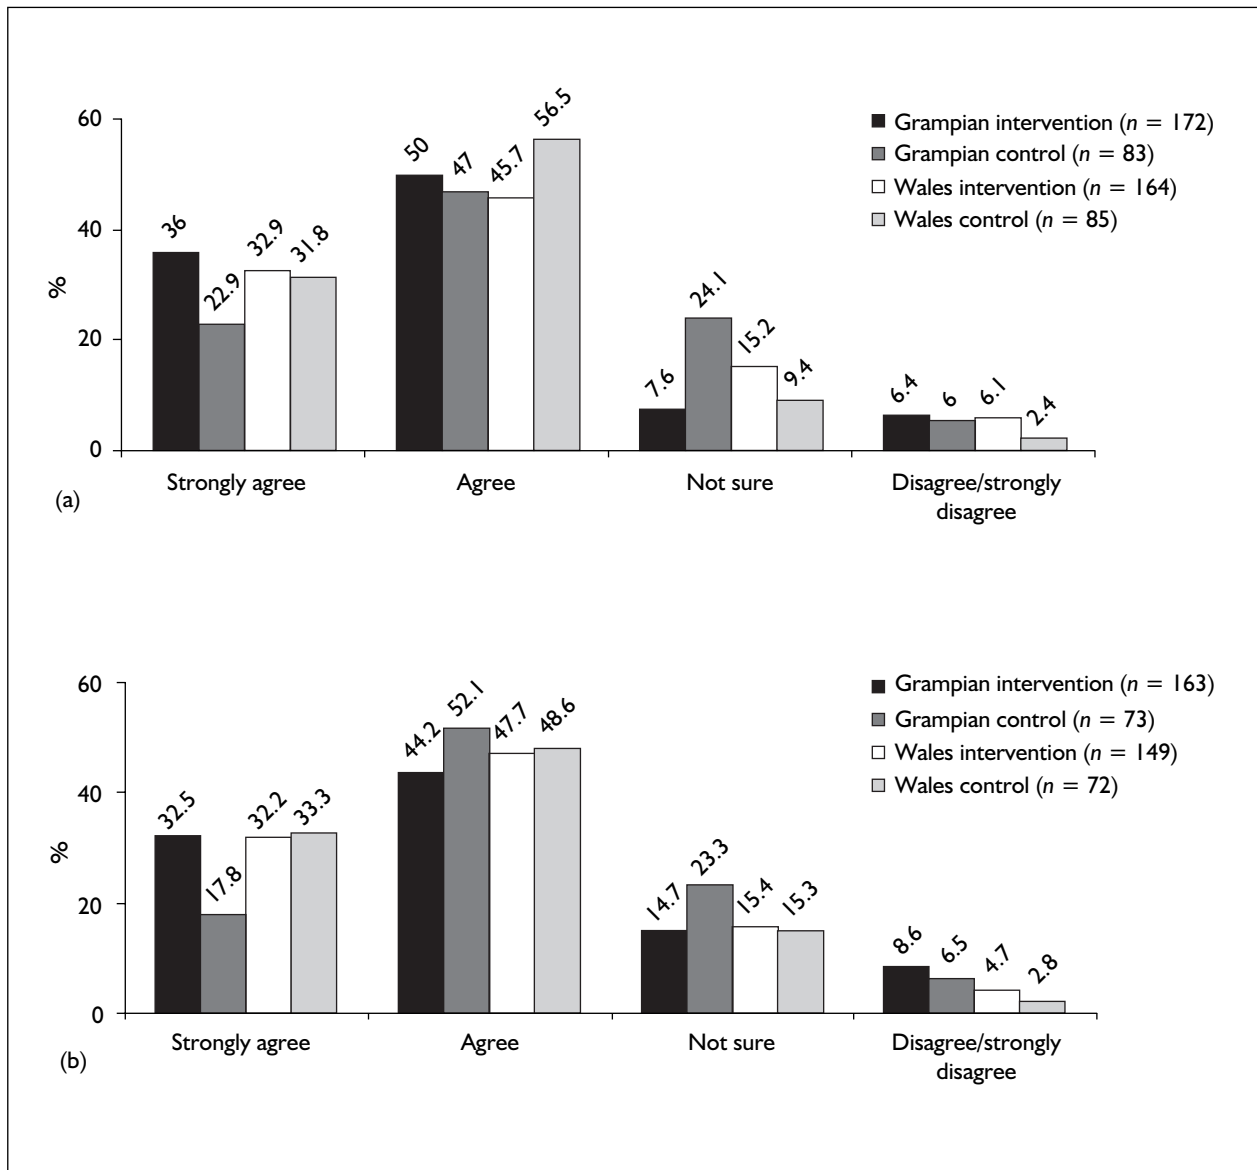 60
40
20
0
%
36
22.9
32.9
31.8
50
47
45.7
56.5
7.6
24.1
15.2
9.4
6.4
6
6.1
2.4
Grampian intervention (n = 172)
Grampian control (n = 83)
Wales intervention (n = 164)
Wales control (n = 85)
Strongly agree
Agree
Not sure
Disagree/strongly
disagree
(a)
60
40
20
0
%
32.5
17.8
32.2
33.3
44.2
52.1
47.7
48.6
14.7
23.3
15.4
15.3
8.6
6.5
4.7
2.8
Grampian intervention (n = 163)
Grampian control (n = 73)
Wales intervention (n = 149)
Wales control (n = 72)
Strongly agree
Agree
Not sure
Disagree/strongly
disagree
(b)